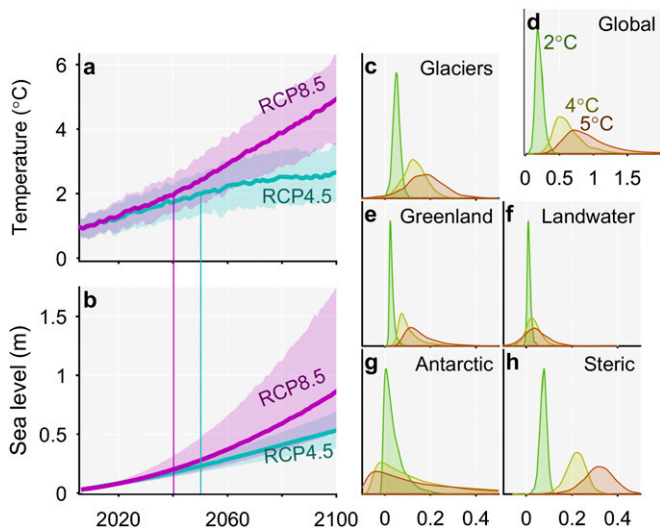 a
Temperature (°C)
6
4
2
0
RCP8.5
RCP4.5
b
Sea level (m)
1.5
1
0.5
0
RCP8.5
RCP4.5
2020
2060
2100
c
Glaciers
d
Global
2°C
4°C
5°C
0
0.5
1
1.5
e
Greenland
f
Landwater
g
Antarctic
h
Steric
0
0.2
0.4
0
0.2
0.4